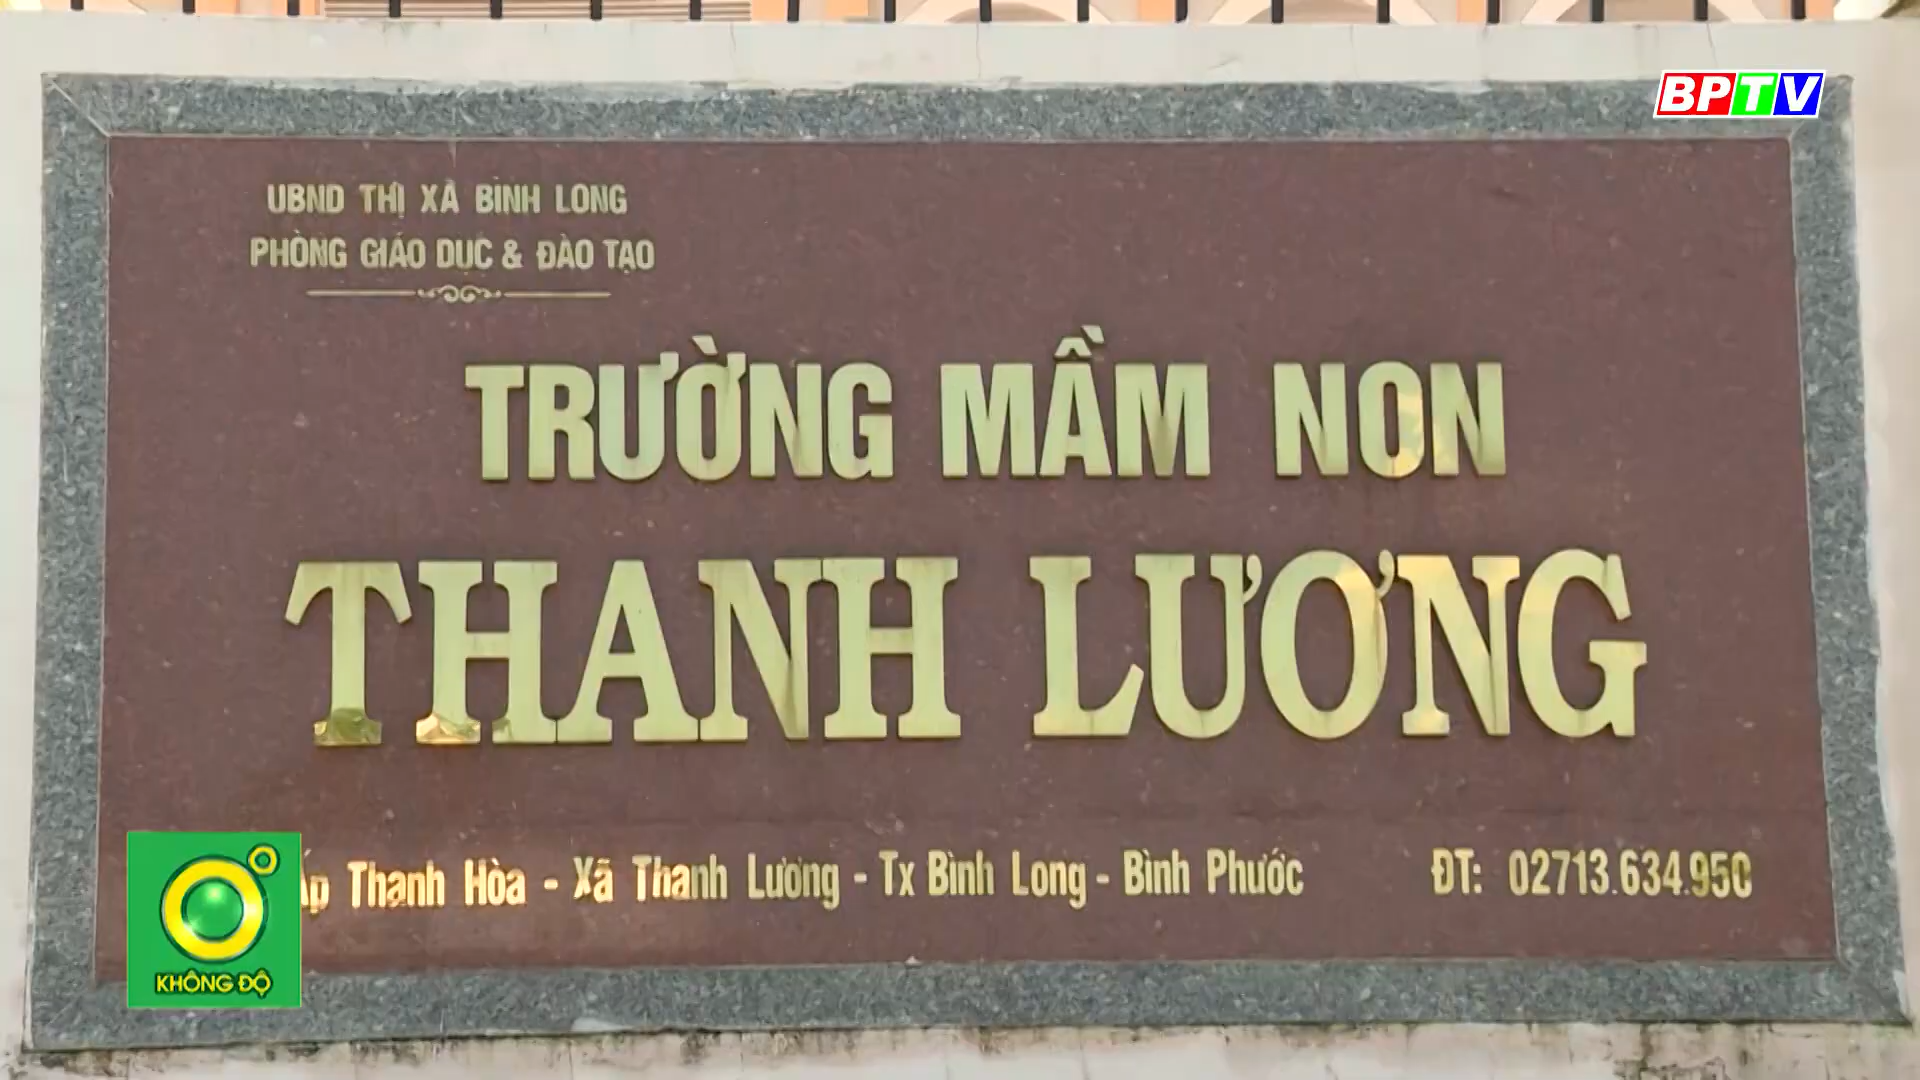 BPTV
UBND THỊ XÃ BÌNH LONG
PHÒNG GIÁO DỤC & ĐÀO TẠO
TRƯỜNG MẦM NON
THANH LƯƠNG
Ấp Thanh Hòa - Xã Thanh Lương - Tx Bình Long - Bình Phước ĐT: 02713.634.950
KHÔNG ĐỘ